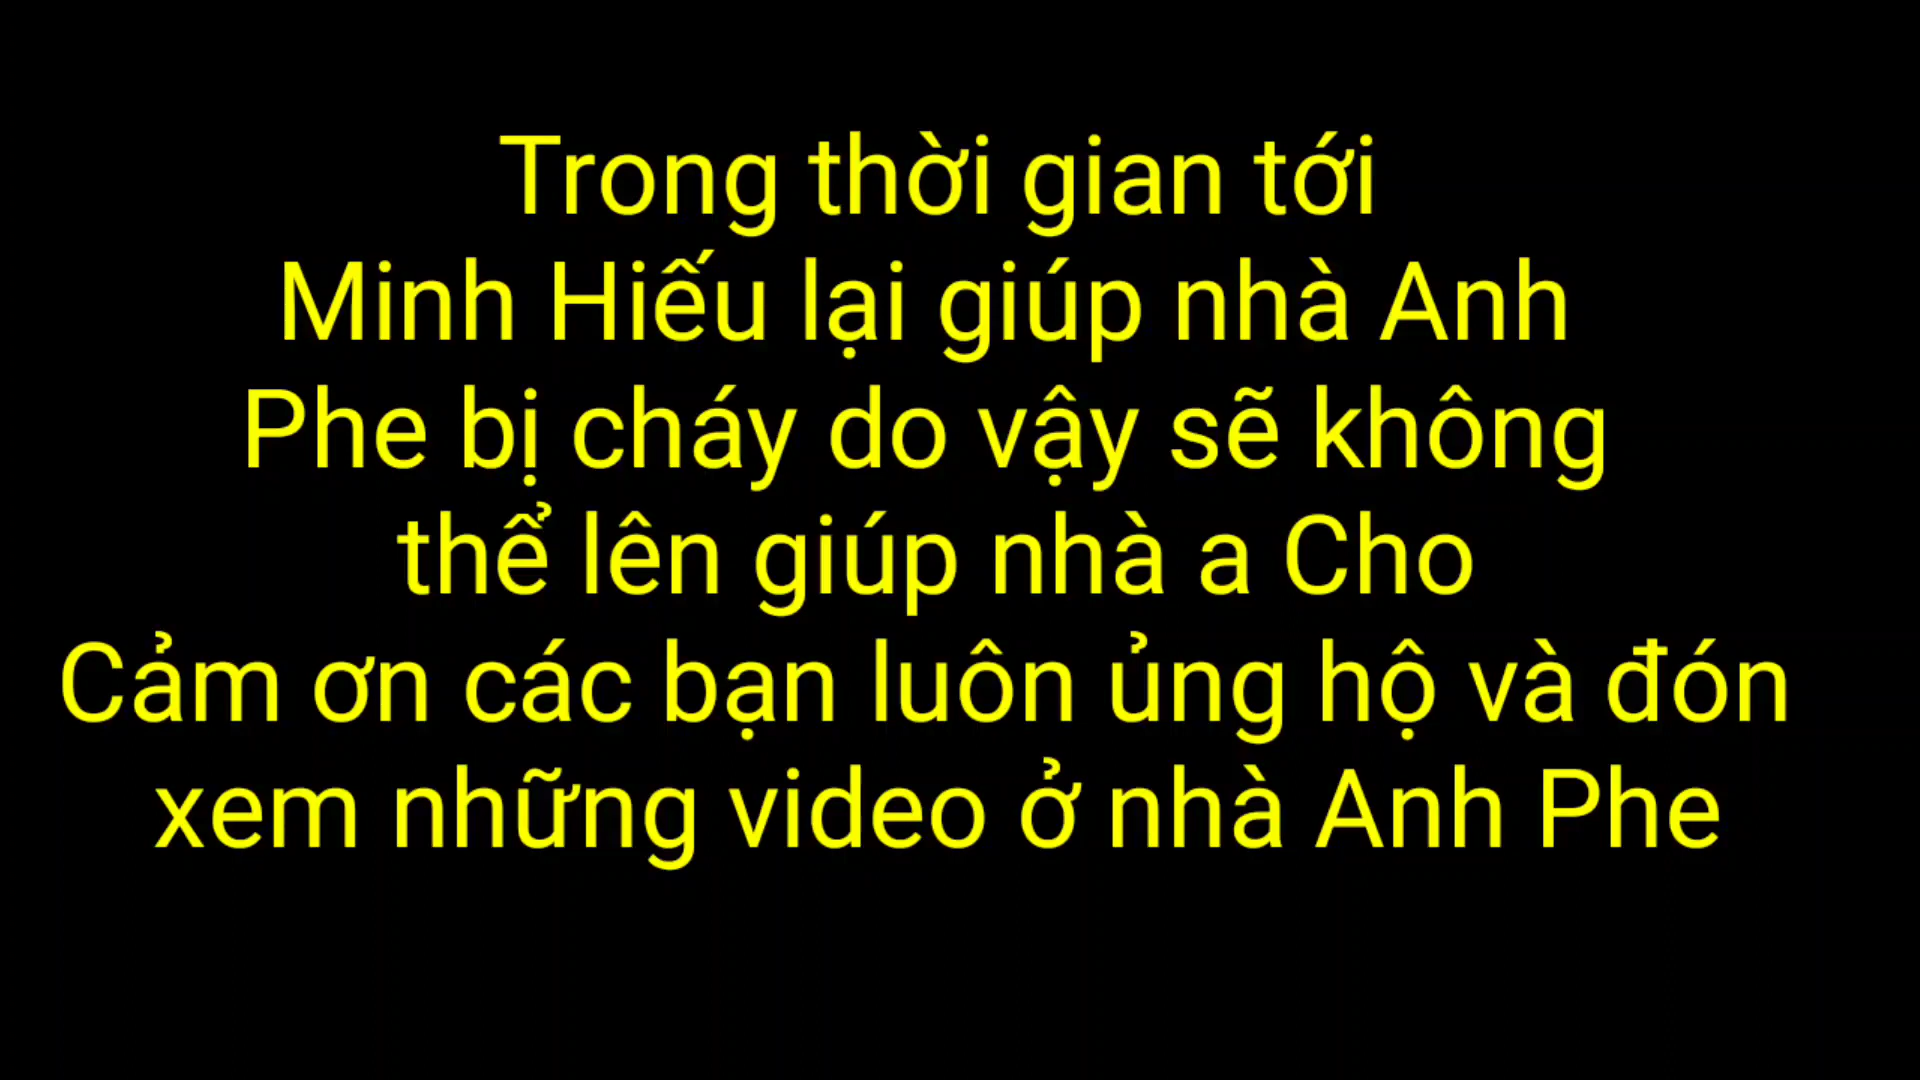 Trong thời gian tới
Minh Hiếu lại giúp nhà Anh
Phe bị cháy do vậy sẽ không
thể lên giúp nhà a Cho
Cảm ơn các bạn luôn ủng hộ và đón
xem những video ở nhà Anh Phe